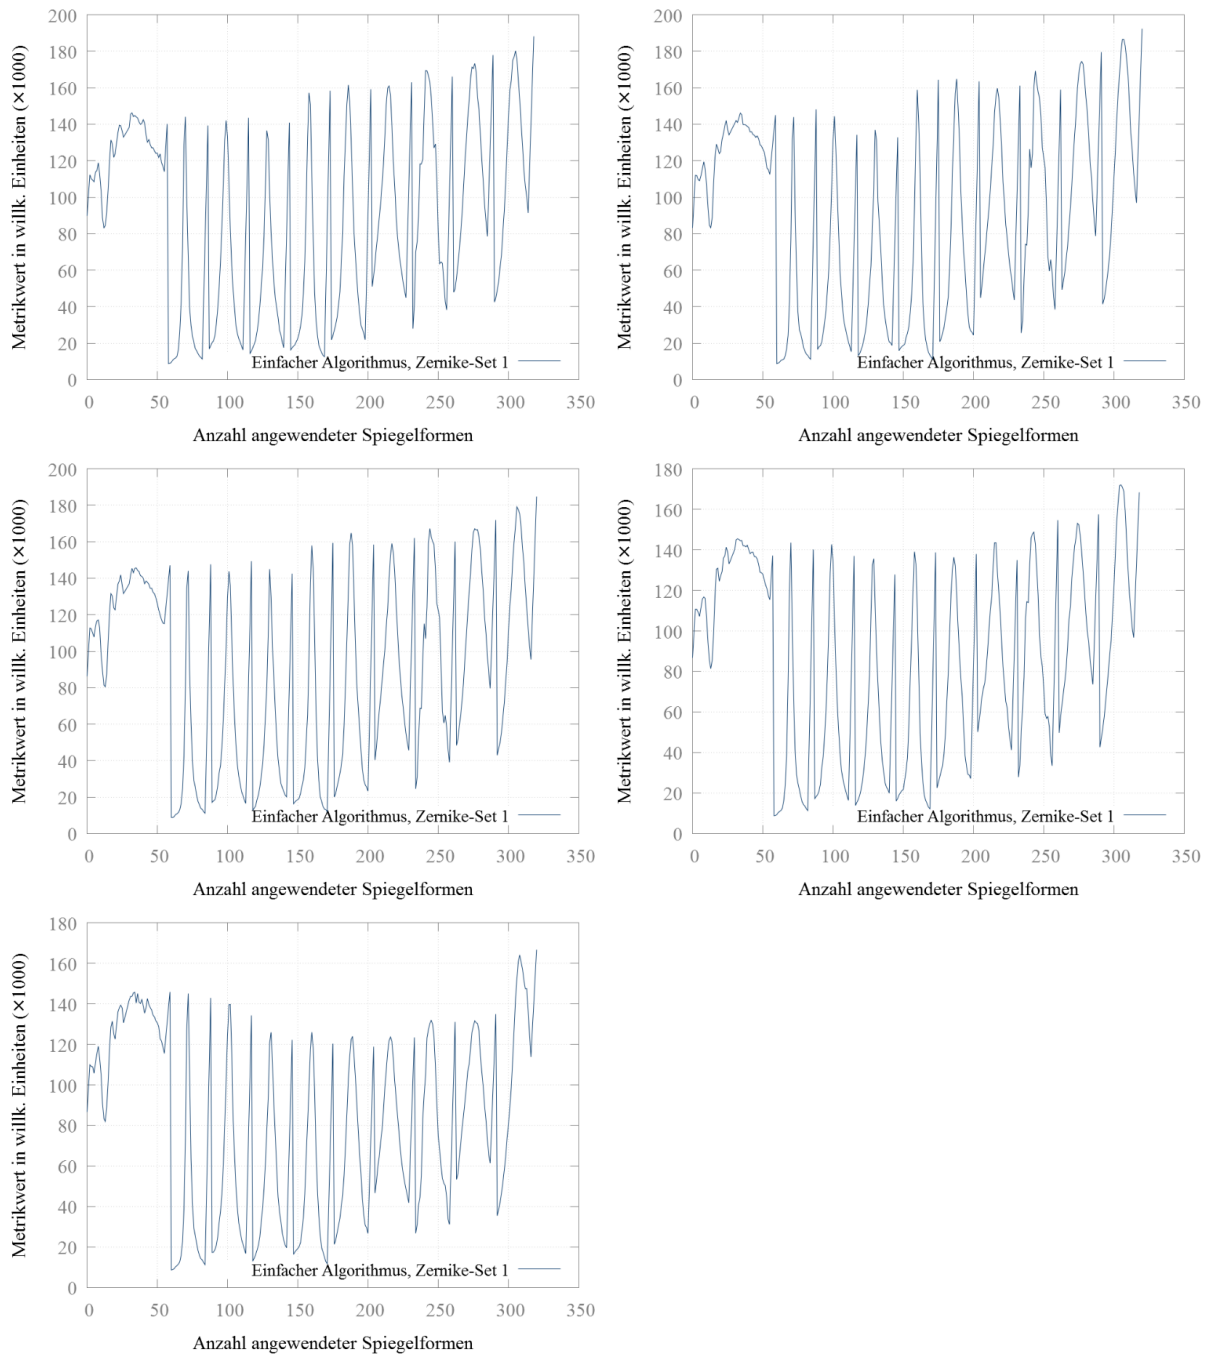 Metrikwert in willk. Einheiten (×1000)
200
180
160
140
120
100
80
60
40
20
0
Einfacher Algorithmus, Zernike-Set 1
0 50 100 150 200 250 300 350
Anzahl angewendeter Spiegelformen
Metrikwert in willk. Einheiten (×1000)
200
180
160
140
120
100
80
60
40
20
0
Einfacher Algorithmus, Zernike-Set 1
0 50 100 150 200 250 300 350
Anzahl angewendeter Spiegelformen
Metrikwert in willk. Einheiten (×1000)
200
180
160
140
120
100
80
60
40
20
0
Einfacher Algorithmus, Zernike-Set 1
0 50 100 150 200 250 300 350
Anzahl angewendeter Spiegelformen
Metrikwert in willk. Einheiten (×1000)
180
160
140
120
100
80
60
40
20
0
Einfacher Algorithmus, Zernike-Set 1
0 50 100 150 200 250 300 350
Anzahl angewendeter Spiegelformen
Metrikwert in willk. Einheiten (×1000)
180
160
140
120
100
80
60
40
20
0
Einfacher Algorithmus, Zernike-Set 1
0 50 100 150 200 250 300 350
Anzahl angewendeter Spiegelformen